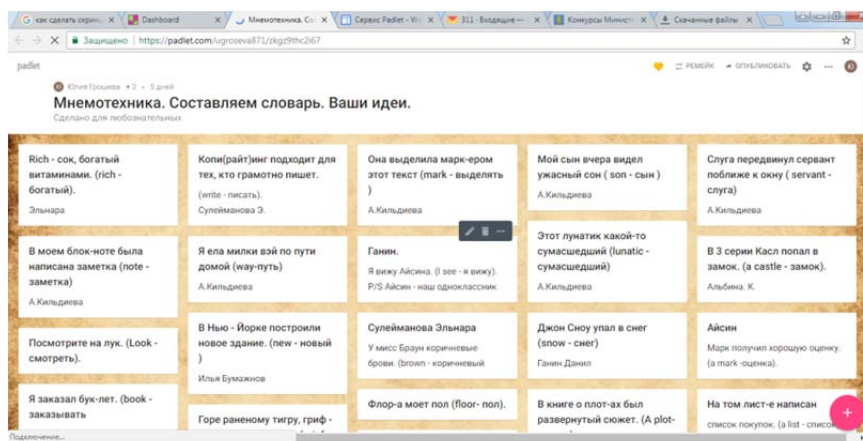 как сделать скрин
Dashboard
Мнемотехника. Сос
Сервис Padlet - Wik
311 · Входящие —
Конкурсы Минист
Скачанные файлы
Защищено
https://padlet.com/ugroseva871/zkgz9thc2i67
padlet
РЕМЕЙК
ОПУБЛИКОВАТЬ
Юлия Грошева 2 • 5 дней
Мнемотехника. Составляем словарь. Ваши идеи.
Сделано для любознательных
Rich - сок, богатый
витаминами. (rich -
богатый).
Эльнара
В моем блок-ноте была
написана заметка (note -
заметка)
А.Кильдиева
Посмотрите на лук. (Look -
смотреть).
Я заказал бук-лет. (book -
заказывать
Копи(райт)инг подходит для
тех, кто грамотно пишет.
(write - писать).
Сулейманова Э.
Я ела милки вэй по пути
домой (way-путь)
А.Кильдиева
В Нью - Йорке построили
новое здание. (new - новый
)
Илья Бумажнов
Горе раненому тигру, гриф -
Она выделила марк-ером
этот текст (mark - выделять
)
А.Кильдиева
Ганин.
Я вижу Айсина. (I see - я вижу).
P/S Айсин - наш одноклассник
Сулейманова Эльнара
У мисс Браун коричневые
брови. (brown - коричневый
Флор-а моет пол (floor- пол).
Мой сын вчера видел
ужасный сон ( son - сын )
А.Кильдиева
Этот лунатик какой-то
сумасшедший (lunatic -
сумасшедший)
А.Кильдиева
Джон Сноу упал в снег
(snow - снег)
Ганин Данил
В книге о плот-ах был
развернутый сюжет. (A plot-
Слуга передвинул сервант
поближе к окну ( servant -
слуга)
А.Кильдиева
В 3 серии Касл попал в
замок. (a castle - замок).
Альбина. К.
Айсин
Марк получил хорошую оценку.
(a mark -оценка).
На том лист-е написан
список покупок. (a list - список
Подключение...